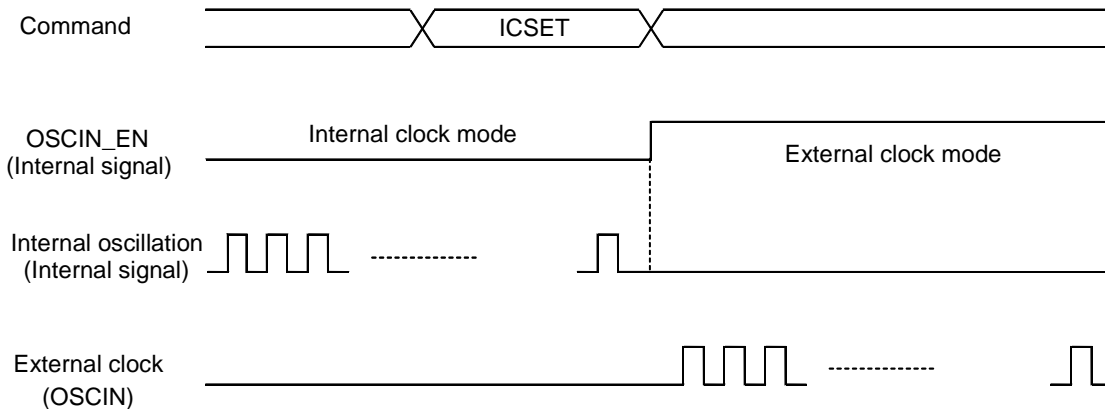 Command
ICSET
OSCIN_EN
(Internal signal)
Internal clock mode
External clock mode
Internal oscillation
(Internal signal)
External clock
(OSCIN)